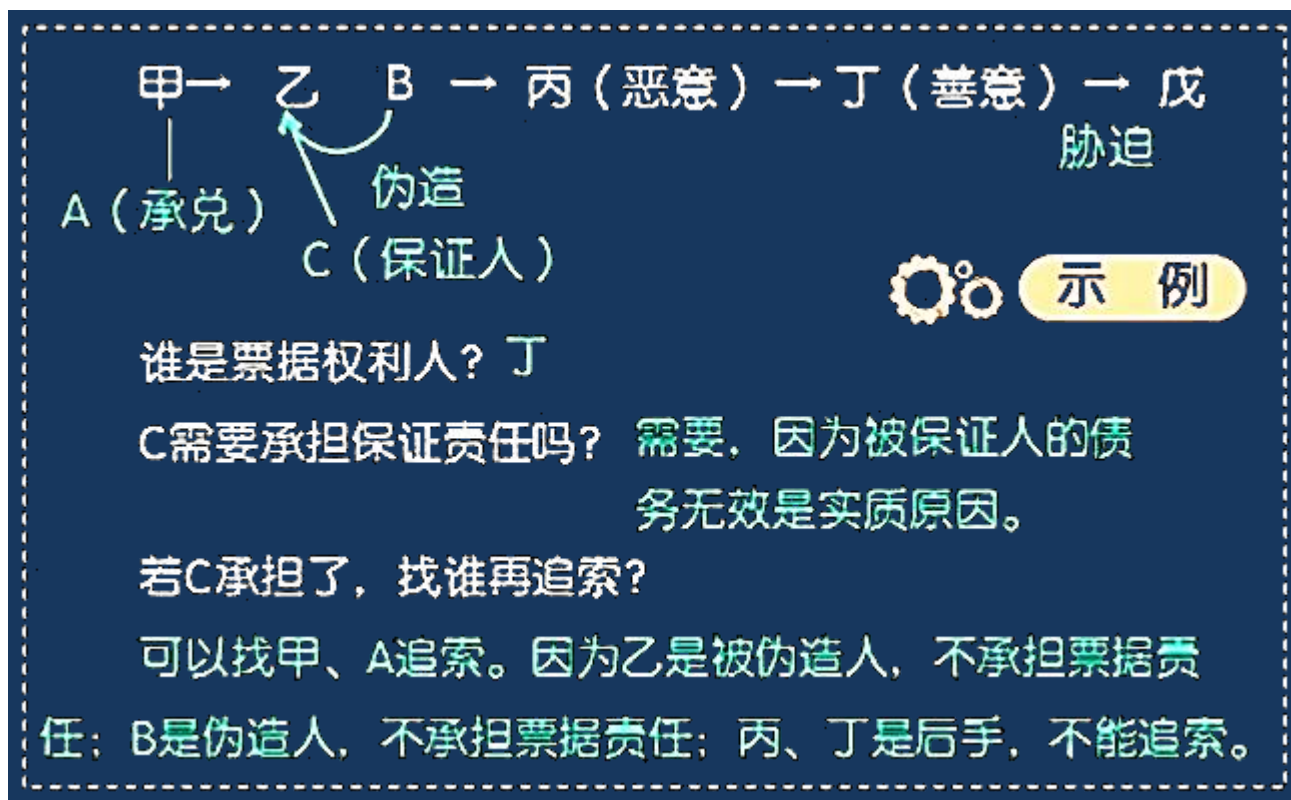 甲→ 乙 B → 丙（恶意）→丁（善意）→ 戊
胁迫
伪造
A（承兑）
C（保证人）
示 例
谁是票据权利人？丁
C需要承担保证责任吗？ 需要，因为被保证人的债
务无效是实质原因。
若C承担了，找谁再追索？
可以找甲、A追索。因为乙是被伪造人，不承担票据责
任；B是伪造人，不承担票据责任；丙、丁是后手，不能追索。